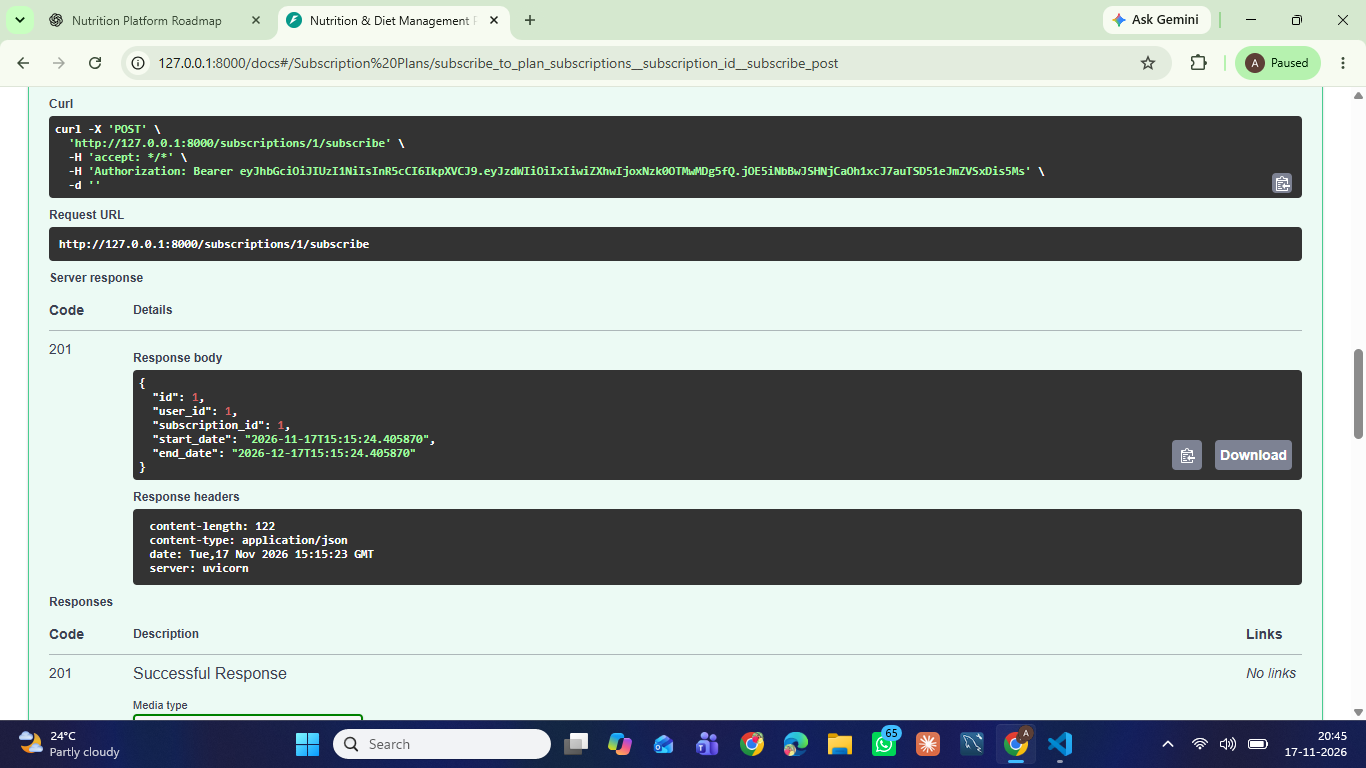 Nutrition Platform Roadmap
Nutrition & Diet Management P
Ask Gemini
127.0.0.1:8000/docs#/Subscription%20Plans/subscribe_to_plan_subscriptions__subscription_id__subscribe_post
A
Paused
Curl
curl -X 'POST' \
'http://127.0.0.1:8000/subscriptions/1/subscribe' \
-H 'accept: */*' \
-H 'Authorization: Bearer eyJhbGciOiJIUzI1NiIsInR5cCI6IkpXVCJ9.eyJzdWIiOiIxIiwiZXhwIjoxNzk0OTMwMDg5fQ.jOE5iNbBwJSHNjCaOh1xcJ7auTSD51eJmZVSxDis5Ms' \
-d ''
Request URL
http://127.0.0.1:8000/subscriptions/1/subscribe
Server response
Code Details
201
Response body
{
"id": 1,
"user_id": 1,
"subscription_id": 1,
"start_date": "2026-11-17T15:15:24.405870",
"end_date": "2026-12-17T15:15:24.405870"
}
Download
Response headers
content-length: 122
content-type: application/json
date: Tue,17 Nov 2026 15:15:23 GMT
server: uvicorn
Responses
Code Description Links
201 Successful Response No links
Media type
24°C
Partly cloudy
Search
65
A
20:45
17-11-2026